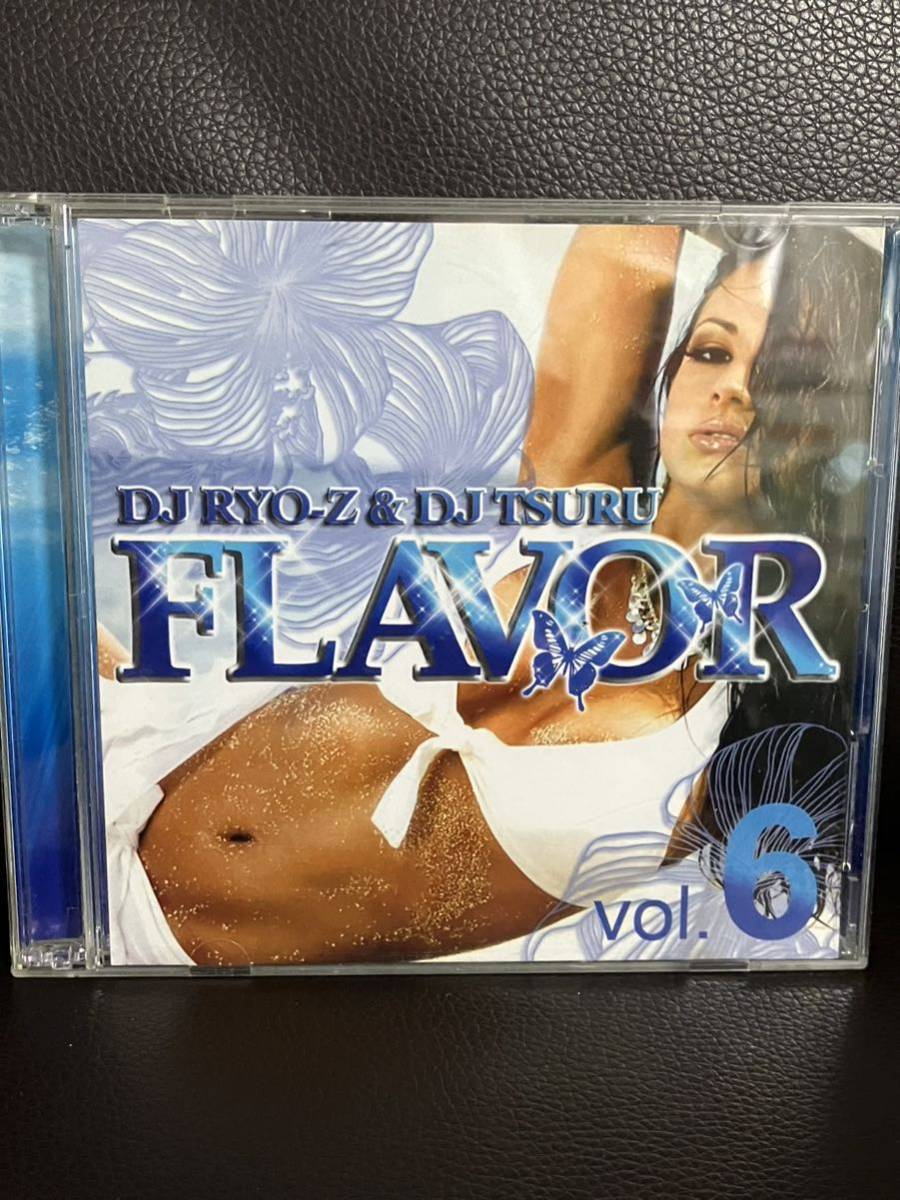 DJ RYO-Z & DJ TSURU
FLAVOR
vol. 6